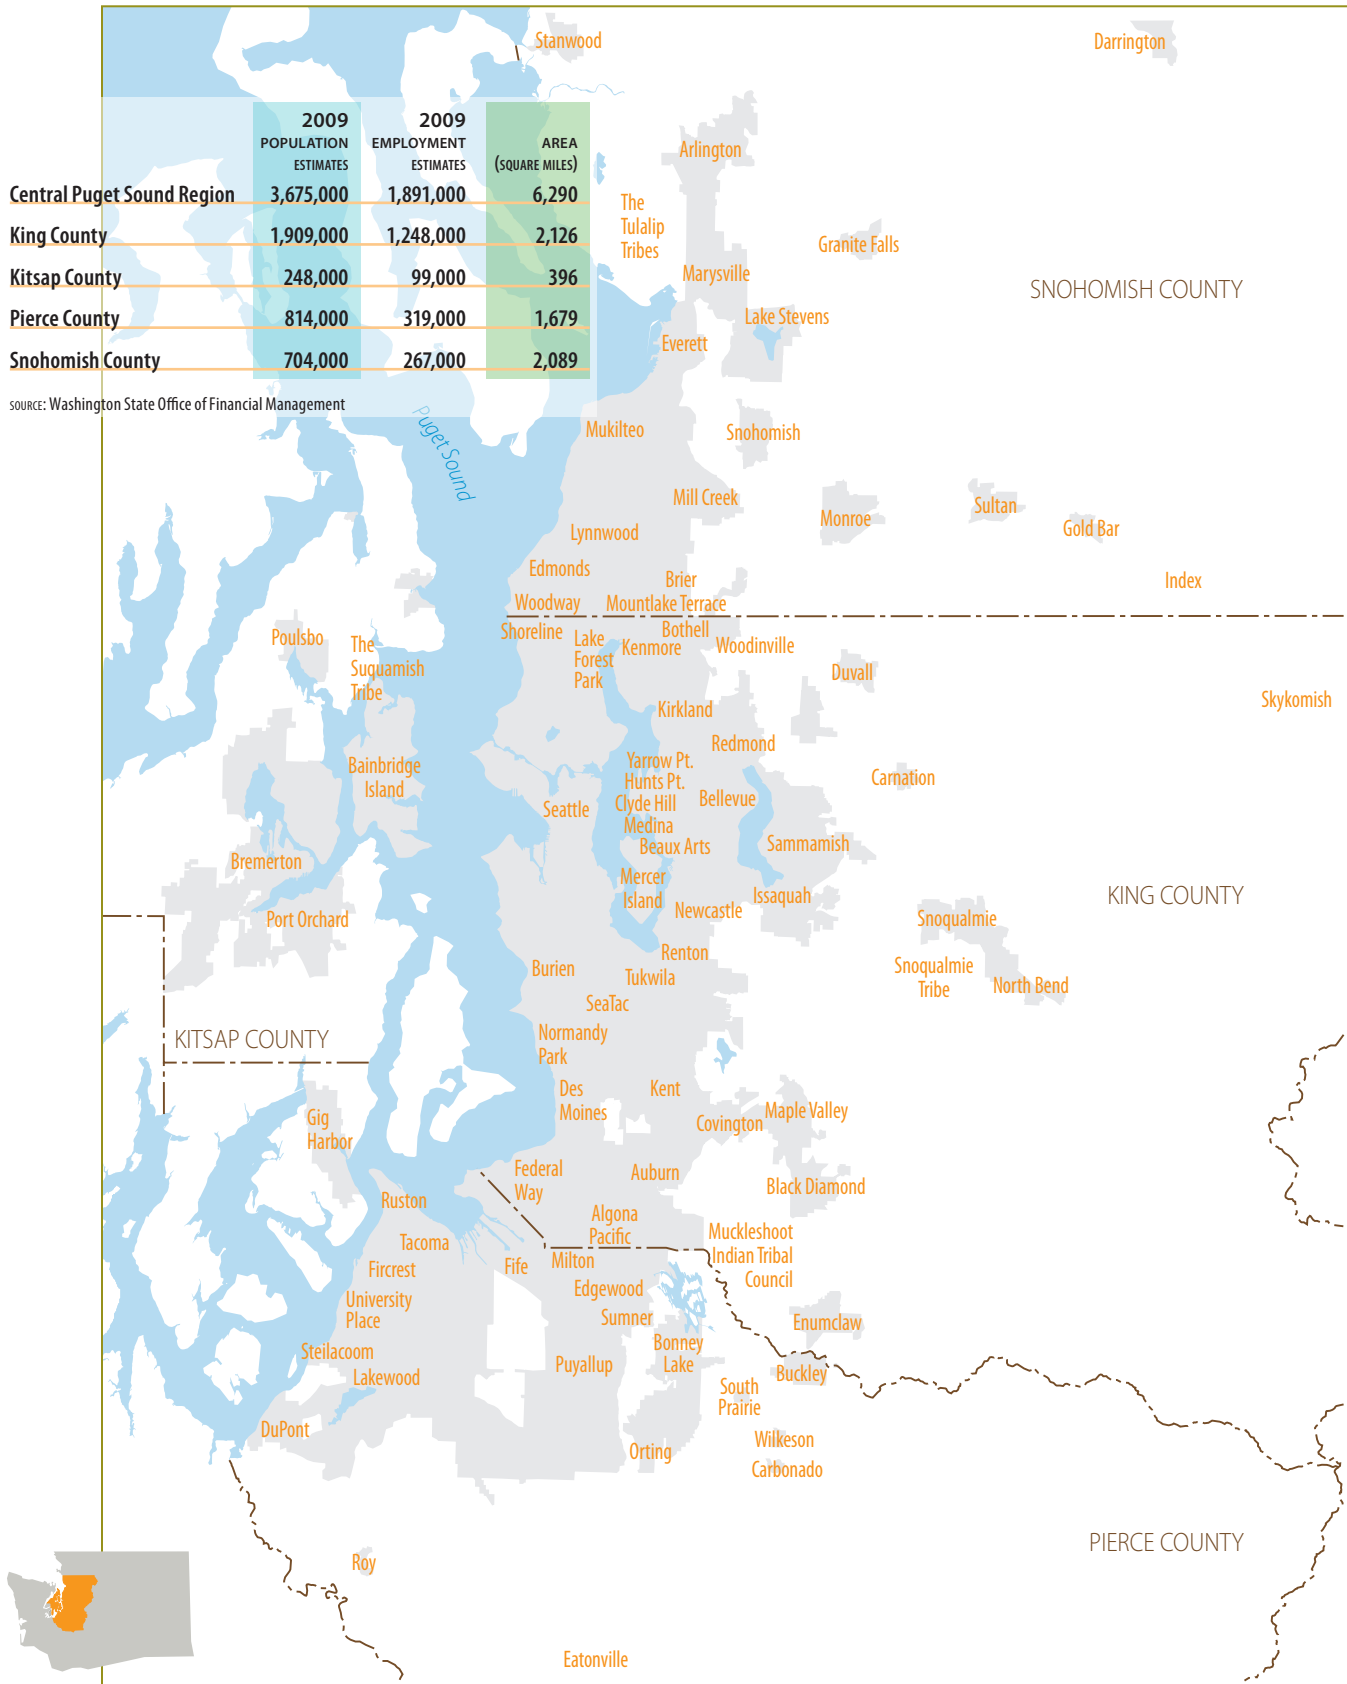 Stanwood
Darrington
2009 2009
POPULATION EMPLOYMENT AREA
ESTIMATES ESTIMATES (SQUARE MILES)
Central Puget Sound Region 3,675,000 1,891,000 6,290
King County 1,909,000 1,248,000 2,126
Kitsap County 248,000 99,000 396
Pierce County 814,000 319,000 1,679
Snohomish County 704,000 267,000 2,089
SOURCE: Washington State Office of Financial Management
Arlington
The
Tulalip
Tribes
Granite Falls
Marysville
SNOHOMISH COUNTY
Lake Stevens
Everett
Puget Sound
Mukilteo
Snohomish
Mill Creek
Monroe
Sultan
Gold Bar
Lynnwood
Edmonds
Brier
Index
Woodway
Mountlake Terrace
Shoreline
Bothell
Lake
Forest
Park
Kenmore
Woodinville
Poulsbo
The
Suquamish
Tribe
Duvall
Skykomish
Kirkland
Redmond
Bainbridge
Island
Yarrow Pt.
Hunts Pt.
Clyde Hill
Medina
Beaux Arts
Bellevue
Carnation
Seattle
Sammamish
Bremerton
Mercer
Island
Issaquah
KING COUNTY
Port Orchard
Newcastle
Snoqualmie
Renton
Burien
Tukwila
Snoqualmie
Tribe
North Bend
SeaTac
KITSAP COUNTY
Normandy
Park
Des
Moines
Kent
Gig
Harbor
Covington
Maple Valley
Federal
Way
Auburn
Black Diamond
Ruston
Algona
Pacific
Muckleshoot
Indian Tribal
Council
Tacoma
Fircrest
Fife
Milton
Edgewood
University
Place
Sumner
Enumclaw
Steilacoom
Bonney
Lake
Lakewood
Puyallup
Buckley
South
Prairie
DuPont
Orting
Wilkeson
Carbonado
PIERCE COUNTY
Roy
Eatonville